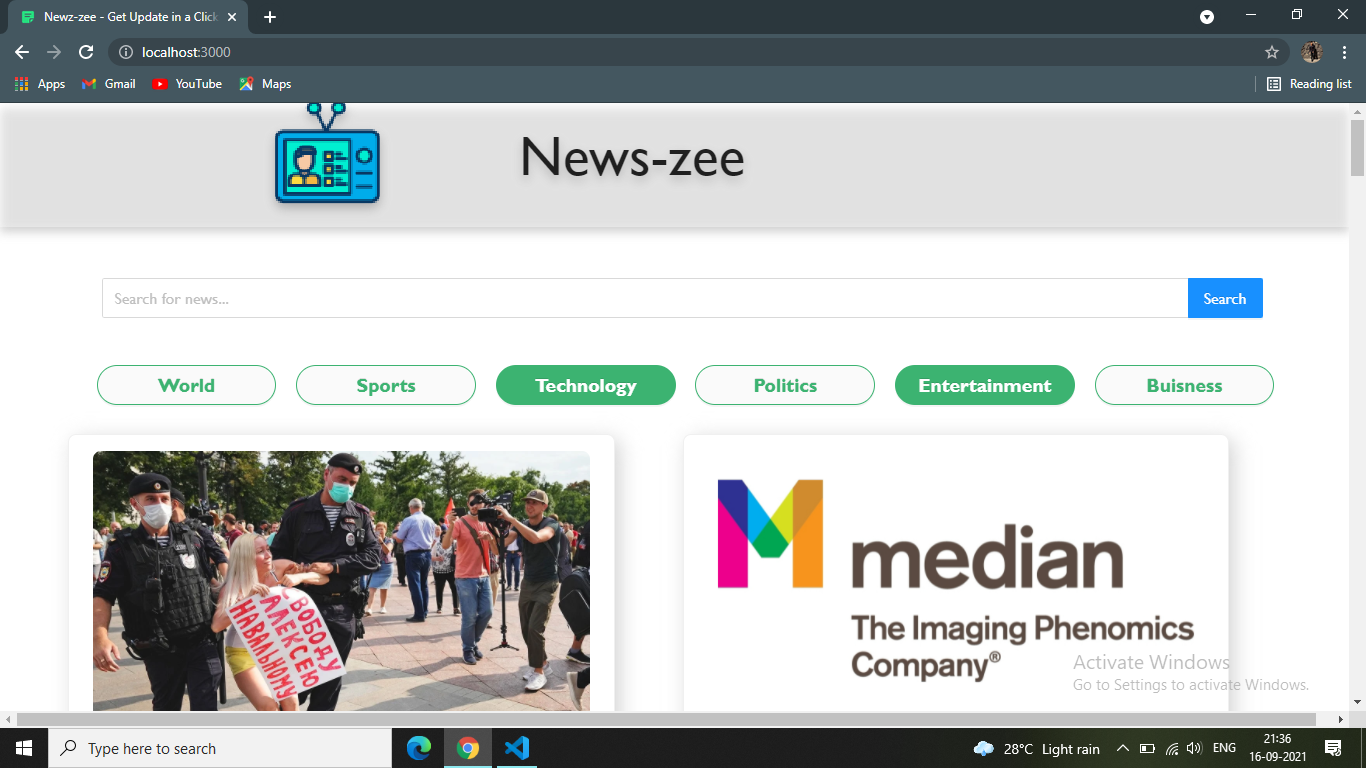 Newz-zee - Get Update in a Click
localhost:3000
Apps Gmail YouTube Maps Reading list
News-zee
Search for news... Search
World Sports Technology Politics Entertainment Buisness
СВОБОДУ
АЛЕКСЕЮ
НАВАЛЬНОМУ
median
The Imaging Phenomics
Company®
Activate Windows
Go to Settings to activate Windows.
Type here to search
28°C Light rain ENG 21:36
16-09-2021